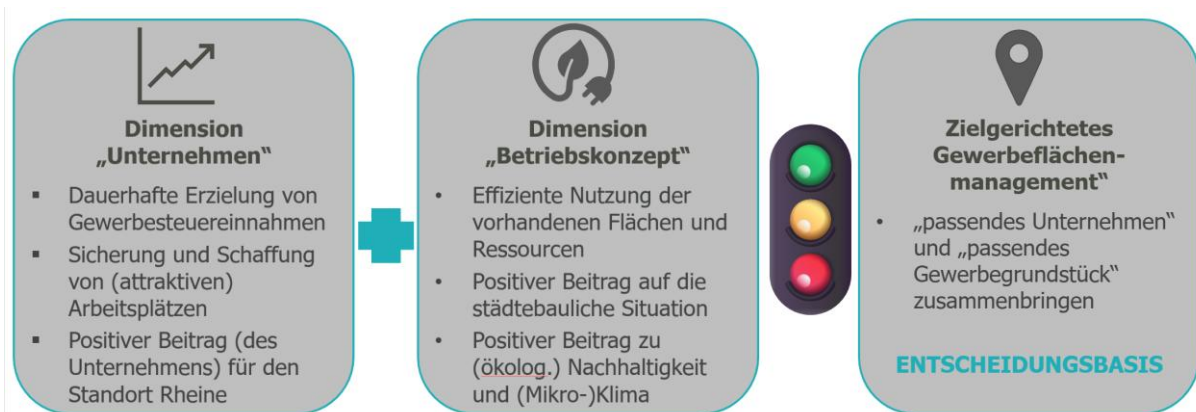 Dimension
„Unternehmen“
▪ Dauerhafte Erzielung von
Gewerbesteuereinnahmen
▪ Sicherung und Schaffung
von (attraktiven)
Arbeitsplätzen
▪ Positiver Beitrag (des
Unternehmens) für den
Standort Rheine
Dimension
„Betriebskonzept“
• Effiziente Nutzung der
vorhandenen Flächen und
Ressourcen
• Positiver Beitrag auf die
städtebauliche Situation
• Positiver Beitrag zu
(ökolog.) Nachhaltigkeit
und (Mikro-)Klima
Zielgerichtetes
Gewerbeflächen-
management“
• „passendes Unternehmen“
und „passendes
Gewerbegrundstück“
zusammenbringen
ENTSCHEIDUNGSBASIS